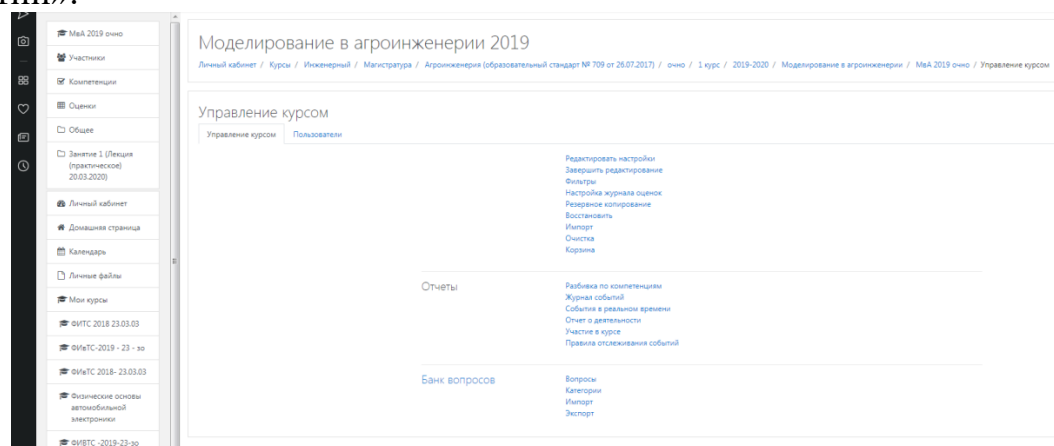 МвА 2019 очно
Участники
Компетенции
Оценки
Общее
Занятие 1 (Лекция
(практическое)
20.03.2020)
Личный кабинет
Домашняя страница
Календарь
Личные файлы
Мои курсы
ФИТС 2018 23.03.03
ФИвТС-2019 - 23 - зо
ФИвТС 2018- 23.03.03
Физические основы
автомобильной
электроники
ФИВТС -2019-23-зо
Моделирование в агроинженерии 2019
Личный кабинет / Курсы / Инженерный / Магистратура / Агроинженерия (образовательный стандарт № 709 от 26.07.2017) / очно / 1 курс / 2019-2020 / Моделирование в агроинженерии / МвА 2019 очно / Управление курсом
Управление курсом
Управление курсом Пользователи
Редактировать настройки
Завершить редактирование
Фильтры
Настройка журнала оценок
Резервное копирование
Восстановить
Импорт
Очистка
Корзина
Отчеты
Разбивка по компетенциям
Журнал событий
События в реальном времени
Отчет о деятельности
Участие в курсе
Правила отслеживания событий
Банк вопросов
Вопросы
Категории
Импорт
Экспорт